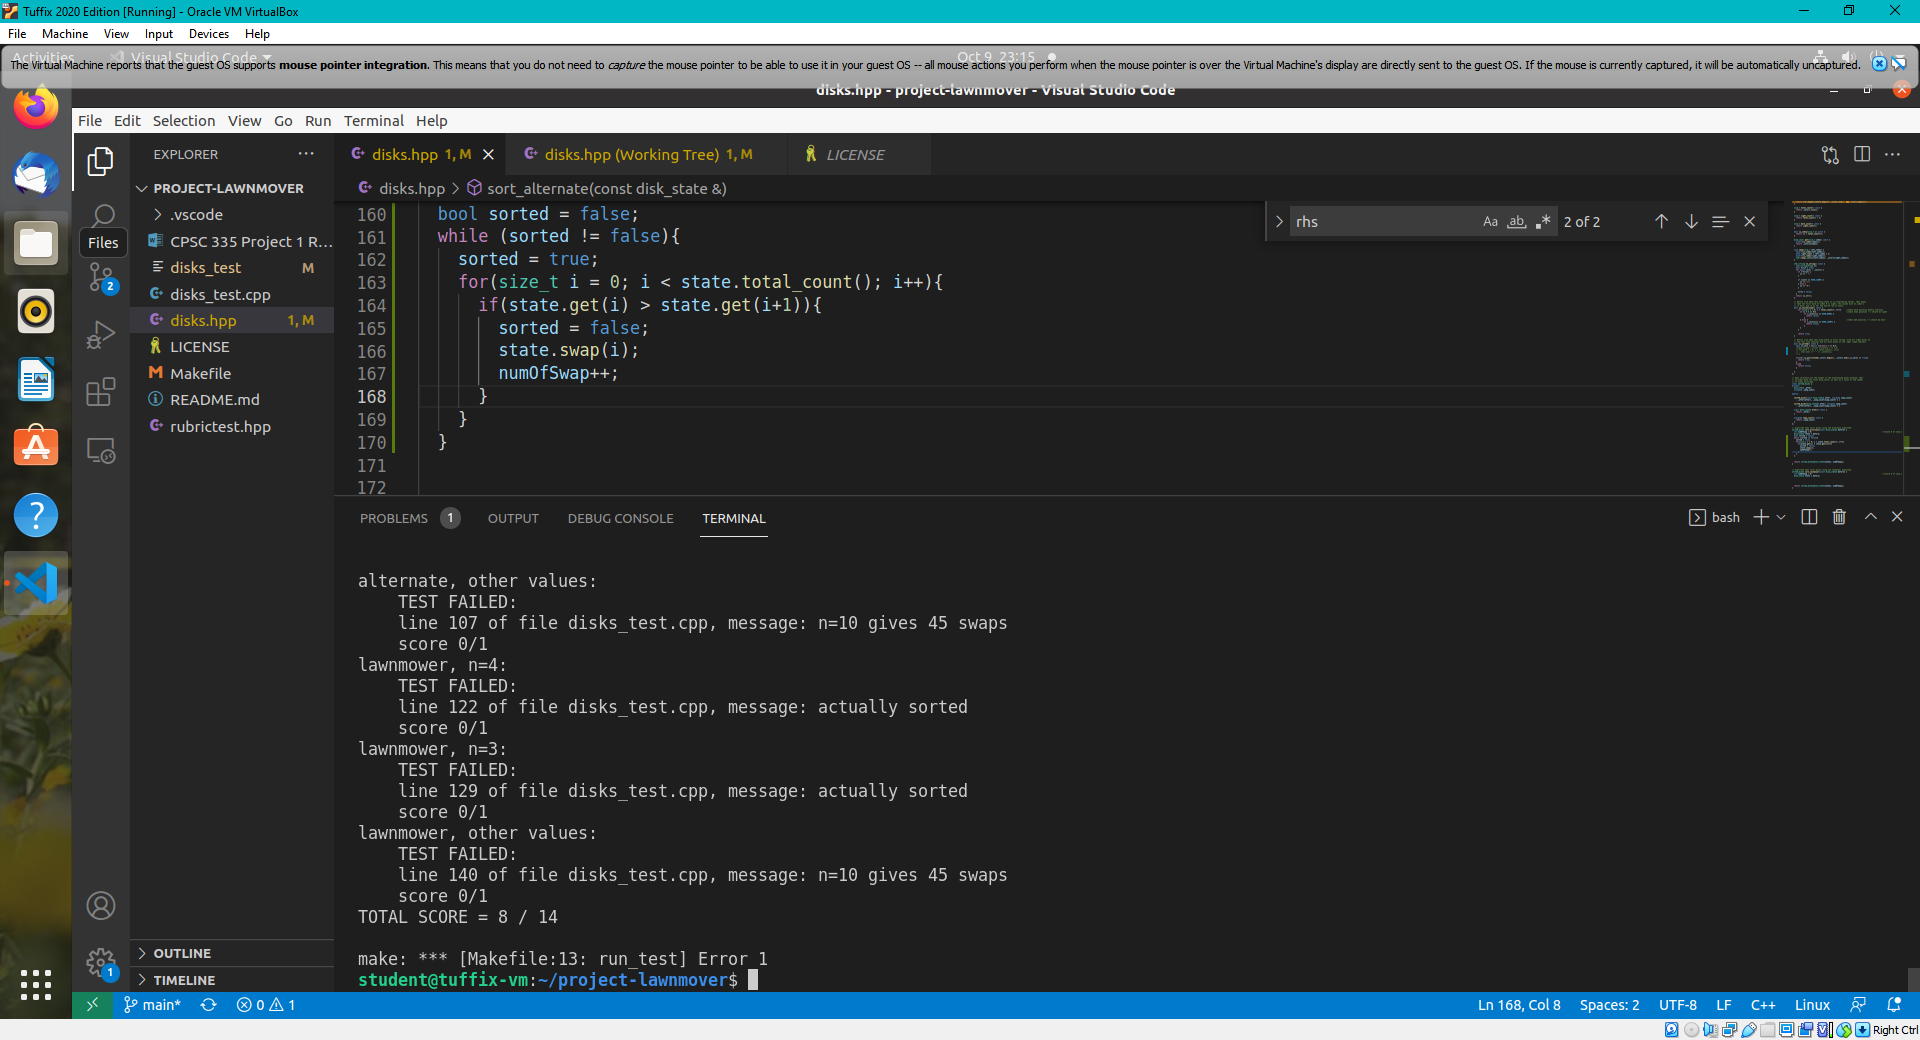 Tuffix 2020 Edition [Running] - Oracle VM VirtualBox
File Machine View Input Devices Help
Activities Visual Studio Code Oct 9 23:15
The Virtual Machine reports that the guest OS supports mouse pointer integration. This means that you do not need to capture the mouse pointer to be able to use it in your guest OS -- all mouse actions you perform when the mouse pointer is over the Virtual Machine's display are directly sent to the guest OS. If the mouse is currently captured, it will be automatically uncaptured.
disks.hpp - project-lawnmover - Visual Studio Code
File Edit Selection View Go Run Terminal Help
EXPLORER
PROJECT-LAWNMOVER
.vscode
Files
CPSC 335 Project 1 R...
disks_test M
2
disks_test.cpp
disks.hpp 1, M
LICENSE
Makefile
README.md
rubrictest.hpp
OUTLINE
TIMELINE
1
disks.hpp 1, M
disks.hpp (Working Tree) 1, M
LICENSE
disks.hpp > sort_alternate(const disk_state &)
rhs Aa ab 2 of 2
160 bool sorted = false;
161 while (sorted != false){
162 sorted = true;
163 for(size_t i = 0; i < state.total_count(); i++){
164 if(state.get(i) > state.get(i+1)){
165 sorted = false;
166 state.swap(i);
167 numOfSwap++;
168 }
169 }
170 }
171
172
PROBLEMS 1 OUTPUT DEBUG CONSOLE TERMINAL bash
alternate, other values:
TEST FAILED:
line 107 of file disks_test.cpp, message: n=10 gives 45 swaps
score 0/1
lawnmower, n=4:
TEST FAILED:
line 122 of file disks_test.cpp, message: actually sorted
score 0/1
lawnmower, n=3:
TEST FAILED:
line 129 of file disks_test.cpp, message: actually sorted
score 0/1
lawnmower, other values:
TEST FAILED:
line 140 of file disks_test.cpp, message: n=10 gives 45 swaps
score 0/1
TOTAL SCORE = 8 / 14
make: *** [Makefile:13: run_test] Error 1
student@tuffix-vm:~/project-lawnmover$
main* 0 1 Ln 168, Col 8 Spaces: 2 UTF-8 LF C++ Linux
Right Ctrl